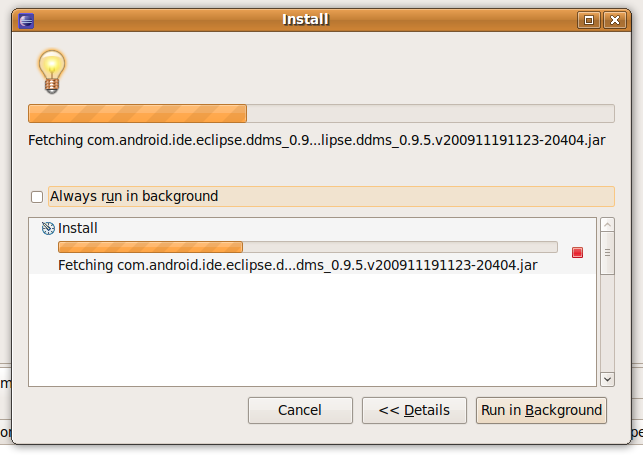 Install
Fetching com.android.ide.eclipse.ddms_0.9...lipse.ddms_0.9.5.v200911191123-20404.jar
Always run in background
Install
Fetching com.android.ide.eclipse.d...dms_0.9.5.v200911191123-20404.jar
Cancel
<< Details
Run in Background